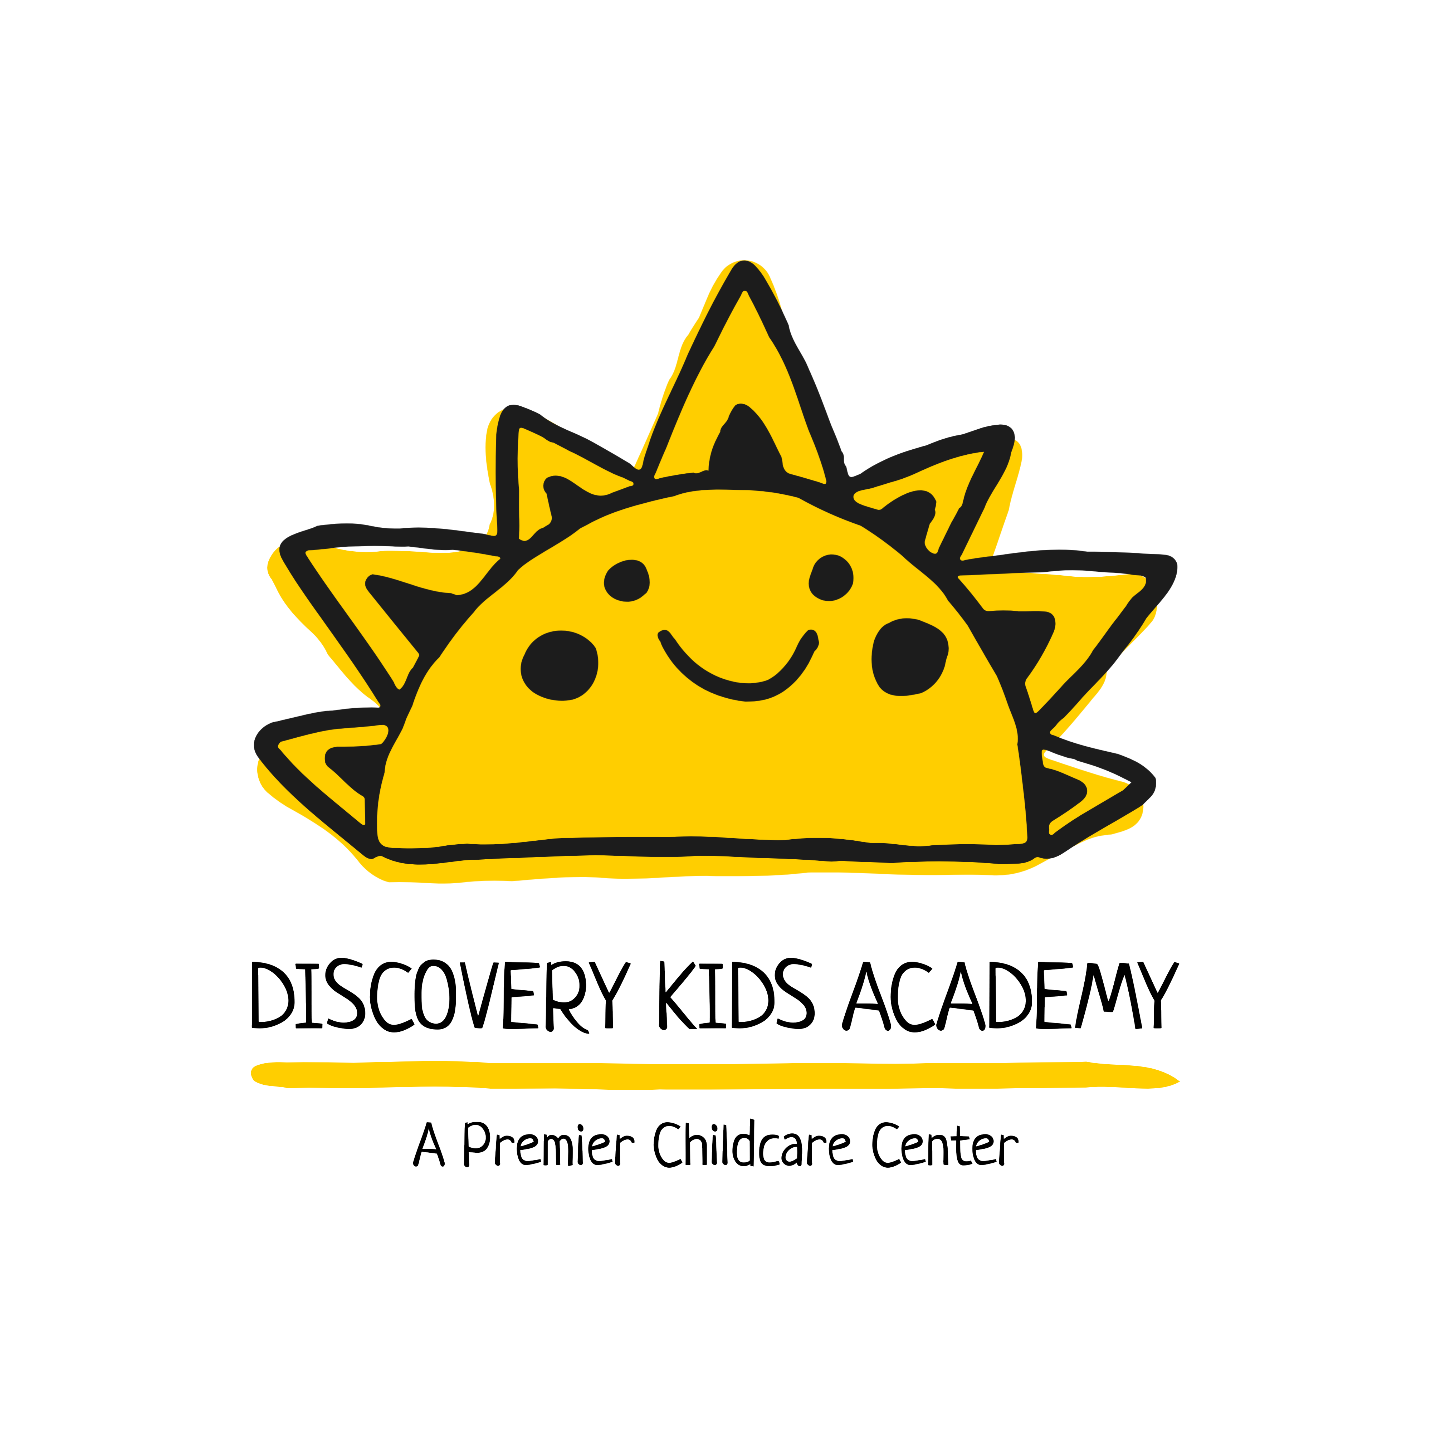 DISCOVERY KIDS ACADEMY
A Premier Childcare Center